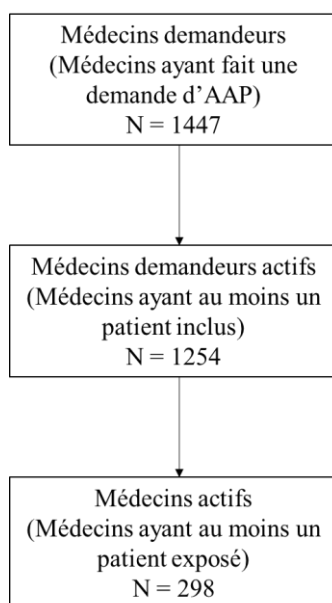 Médecins demandeurs
(Médecins ayant fait une
demande d'AAP)
N = 1447
Médecins demandeurs actifs
(Médecins ayant au moins un
patient inclus)
N = 1254
Médecins actifs
(Médecins ayant au moins un
patient exposé)
N = 298